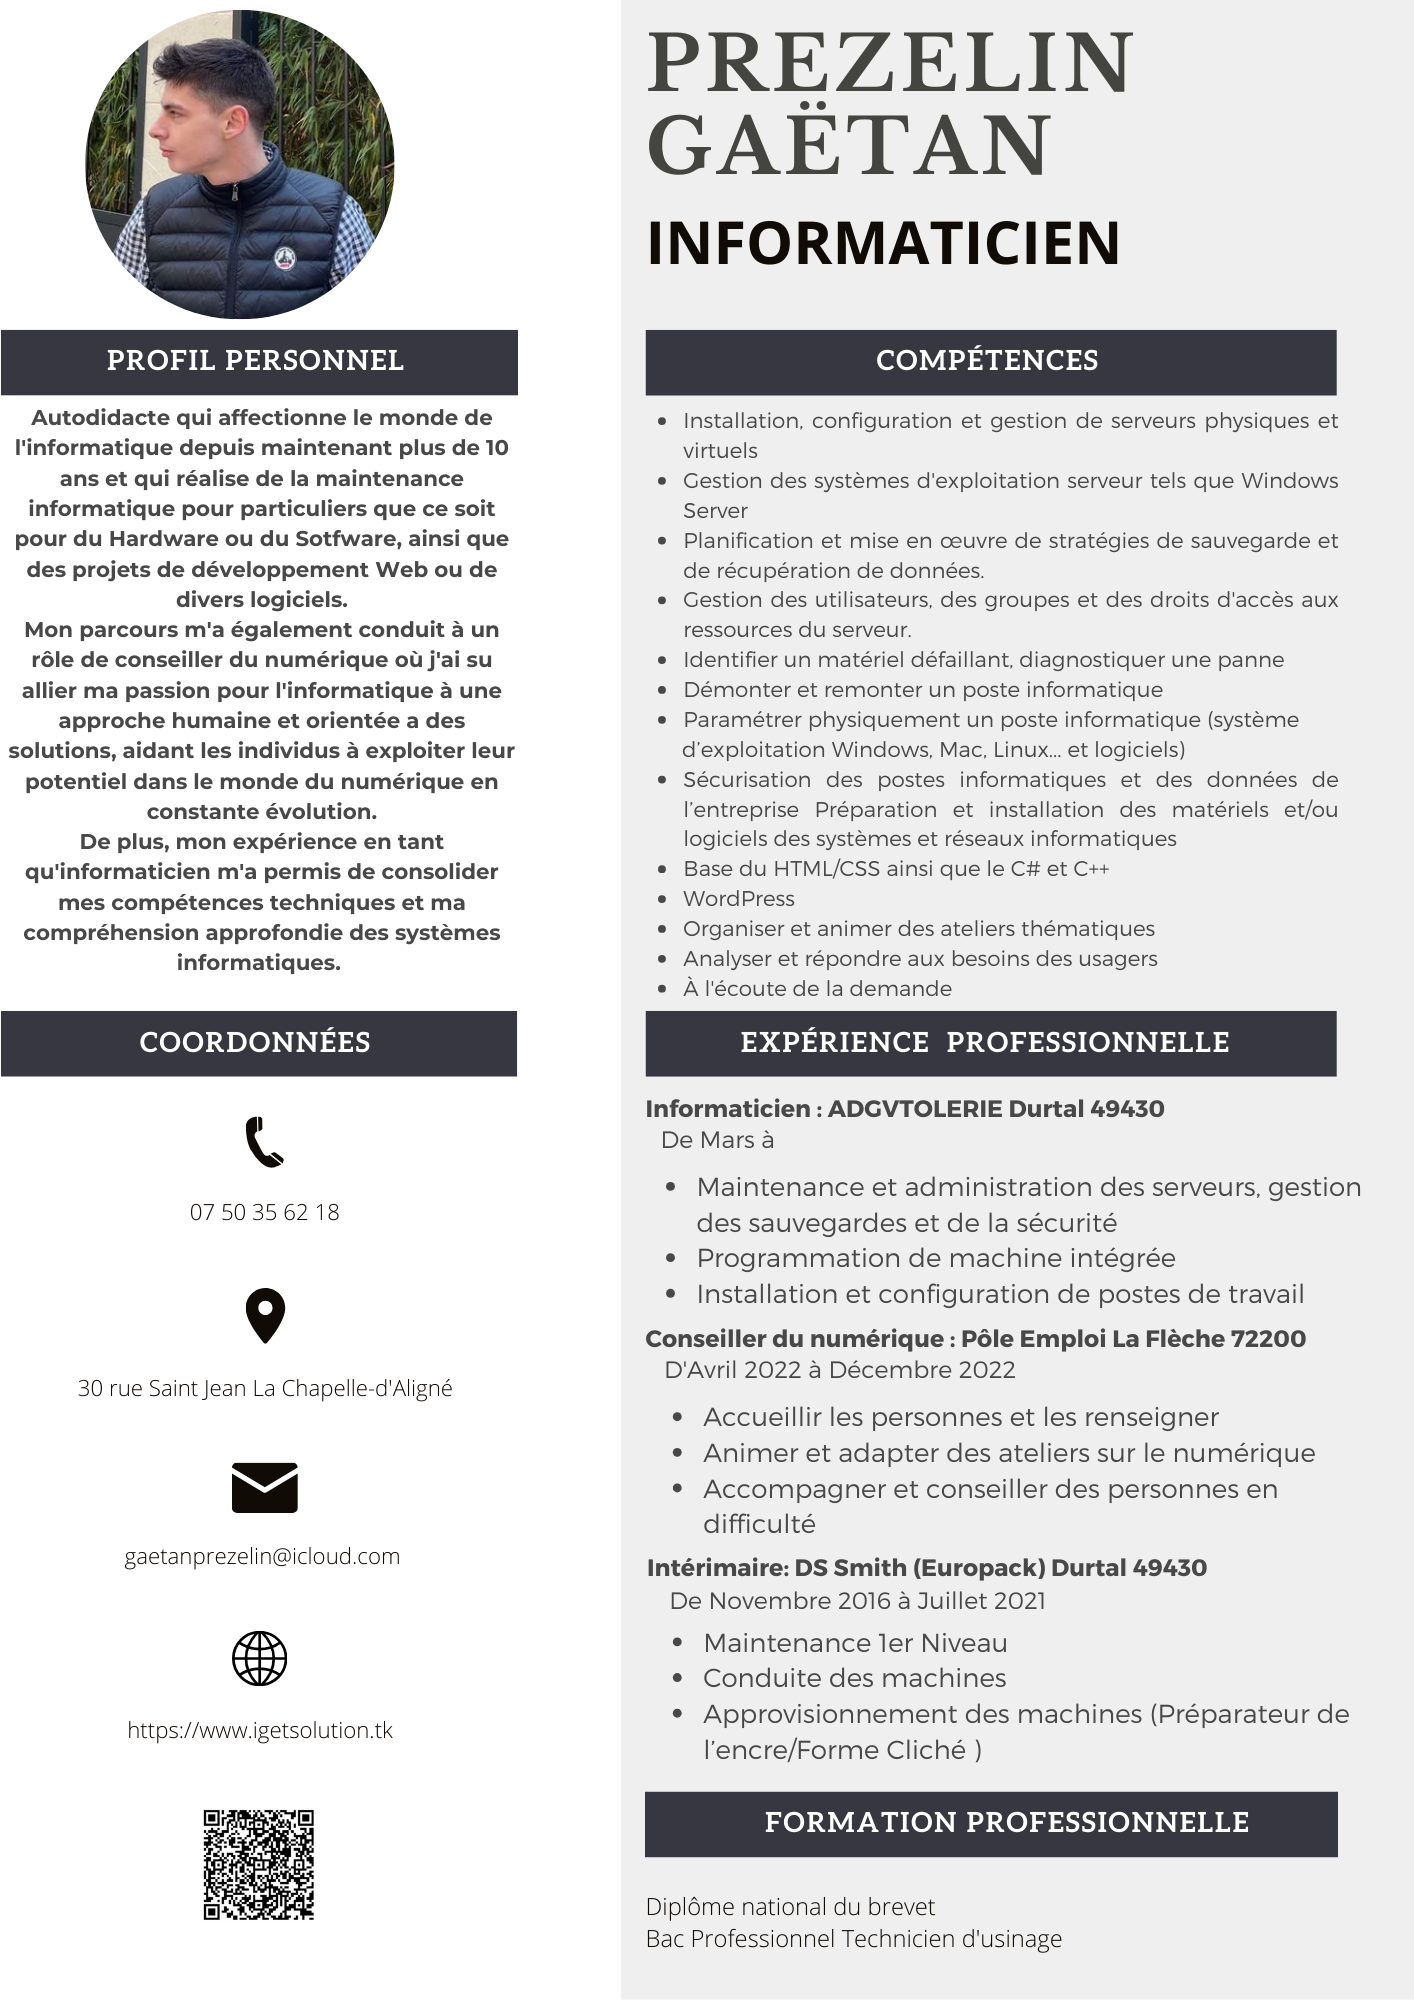 PREZELIN
GAËTAN
INFORMATICIEN
PROFIL PERSONNEL
Autodidacte qui affectionne le monde de
l'informatique depuis maintenant plus de 10
ans et qui réalise de la maintenance
informatique pour particuliers que ce soit
pour du Hardware ou du Sotfware, ainsi que
des projets de développement Web ou de
divers logiciels.
Mon parcours m'a également conduit à un
rôle de conseiller du numérique où j'ai su
allier ma passion pour l'informatique à une
approche humaine et orientée a des
solutions, aidant les individus à exploiter leur
potentiel dans le monde du numérique en
constante évolution.
De plus, mon expérience en tant
qu'informaticien m'a permis de consolider
mes compétences techniques et ma
compréhension approfondie des systèmes
informatiques.
COORDONNÉES
07 50 35 62 18
30 rue Saint Jean La Chapelle-d'Aligné
gaetanprezelin@icloud.com
https://www.igetsolution.tk
COMPÉTENCES
• Installation, configuration et gestion de serveurs physiques et
virtuels
• Gestion des systèmes d'exploitation serveur tels que Windows
Server
• Planification et mise en œuvre de stratégies de sauvegarde et
de récupération de données.
• Gestion des utilisateurs, des groupes et des droits d'accès aux
ressources du serveur.
• Identifier un matériel défaillant, diagnostiquer une panne
• Démonter et remonter un poste informatique
• Paramétrer physiquement un poste informatique (système
d’exploitation Windows, Mac, Linux... et logiciels)
• Sécurisation des postes informatiques et des données de
l’entreprise Préparation et installation des matériels et/ou
logiciels des systèmes et réseaux informatiques
• Base du HTML/CSS ainsi que le C# et C++
• WordPress
• Organiser et animer des ateliers thématiques
• Analyser et répondre aux besoins des usagers
• À l'écoute de la demande
EXPÉRIENCE PROFESSIONNELLE
Informaticien : ADGVTOLERIE Durtal 49430
De Mars à
• Maintenance et administration des serveurs, gestion
des sauvegardes et de la sécurité
• Programmation de machine intégrée
• Installation et configuration de postes de travail
Conseiller du numérique : Pôle Emploi La Flèche 72200
D'Avril 2022 à Décembre 2022
• Accueillir les personnes et les renseigner
• Animer et adapter des ateliers sur le numérique
• Accompagner et conseiller des personnes en
difficulté
Intérimaire: DS Smith (Europack) Durtal 49430
De Novembre 2016 à Juillet 2021
• Maintenance 1er Niveau
• Conduite des machines
• Approvisionnement des machines (Préparateur de
l’encre/Forme Cliché )
FORMATION PROFESSIONNELLE
Diplôme national du brevet
Bac Professionnel Technicien d'usinage